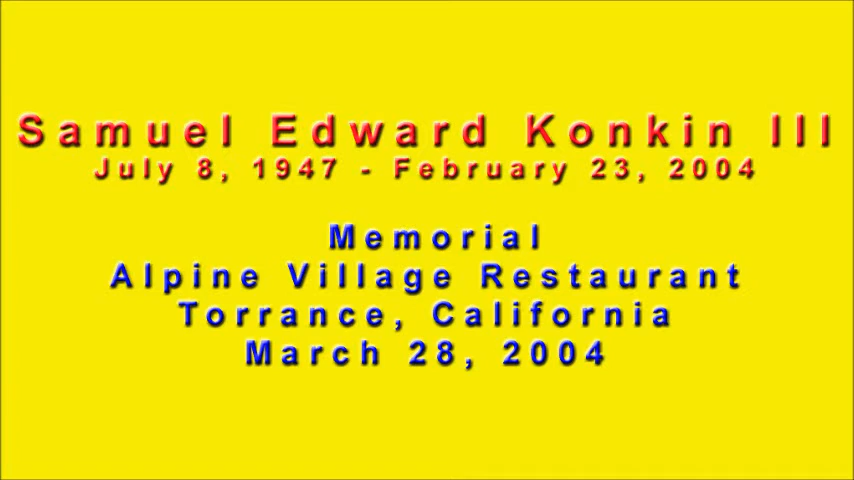 Samuel Edward Konkin III
July 8, 1947 - February 23, 2004
Memorial
Alpine Village Restaurant
Torrance, California
March 28, 2004